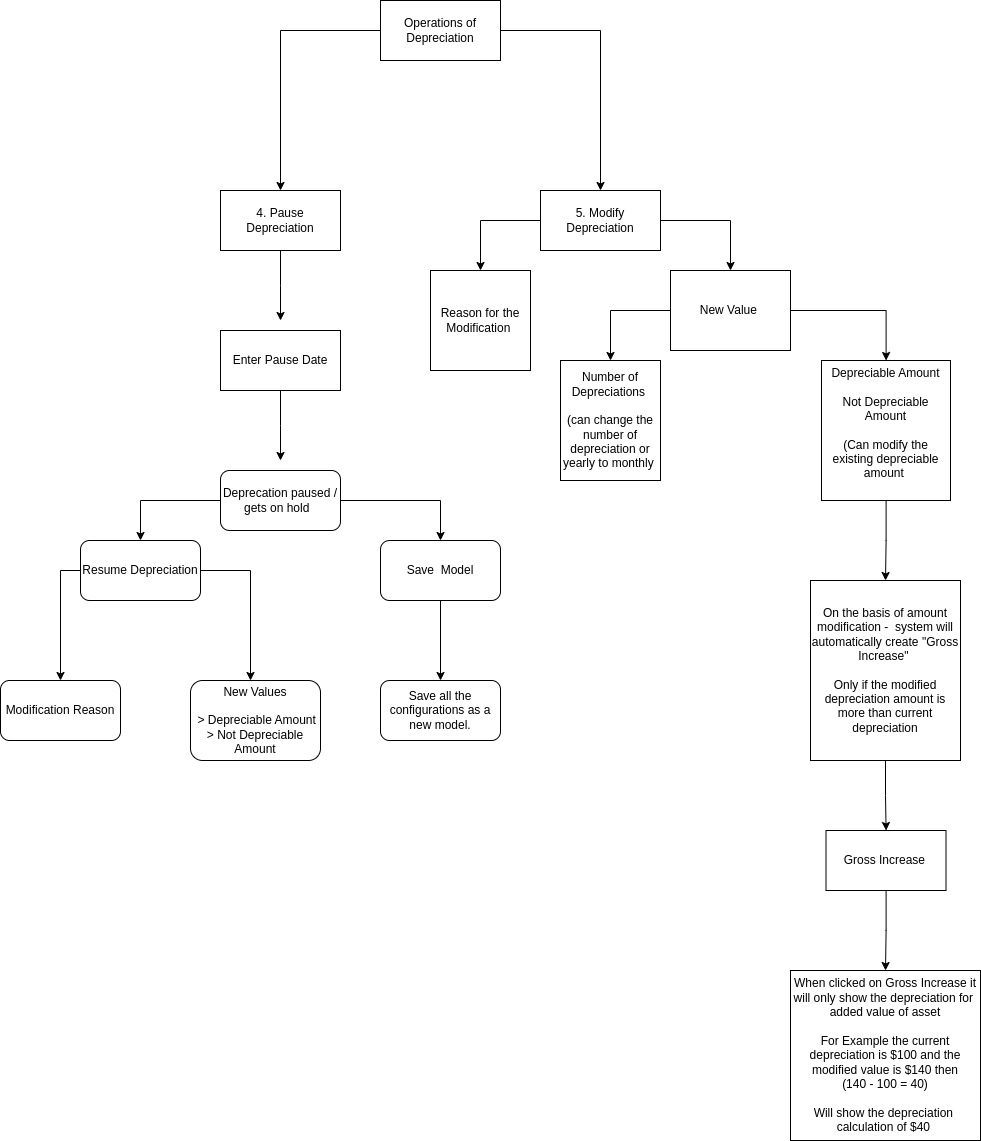 Operations of
Depreciation
4. Pause
Depreciation
5. Modify
Depreciation
Reason for the
Modification
New Value
Enter Pause Date
Number of
Depreciations
(can change the
number of
depreciation or
yearly to monthly
Depreciable Amount
Not Depreciable
Amount
(Can modify the
existing depreciable
amount
Deprecation paused /
gets on hold
Resume Depreciation
Save  Model
Modification Reason
New Values
> Depreciable Amount
> Not Depreciable
Amount
Save all the
configurations as a
new model.
On the basis of amount
modification -  system will
automatically create "Gross
Increase"
Only if the modified
depreciation amount is
more than current
depreciation
Gross Increase
When clicked on Gross Increase it
will only show the depreciation for
added value of asset
For Example the current
depreciation is $100 and the
modified value is $140 then
(140 - 100 = 40)
Will show the depreciation
calculation of $40